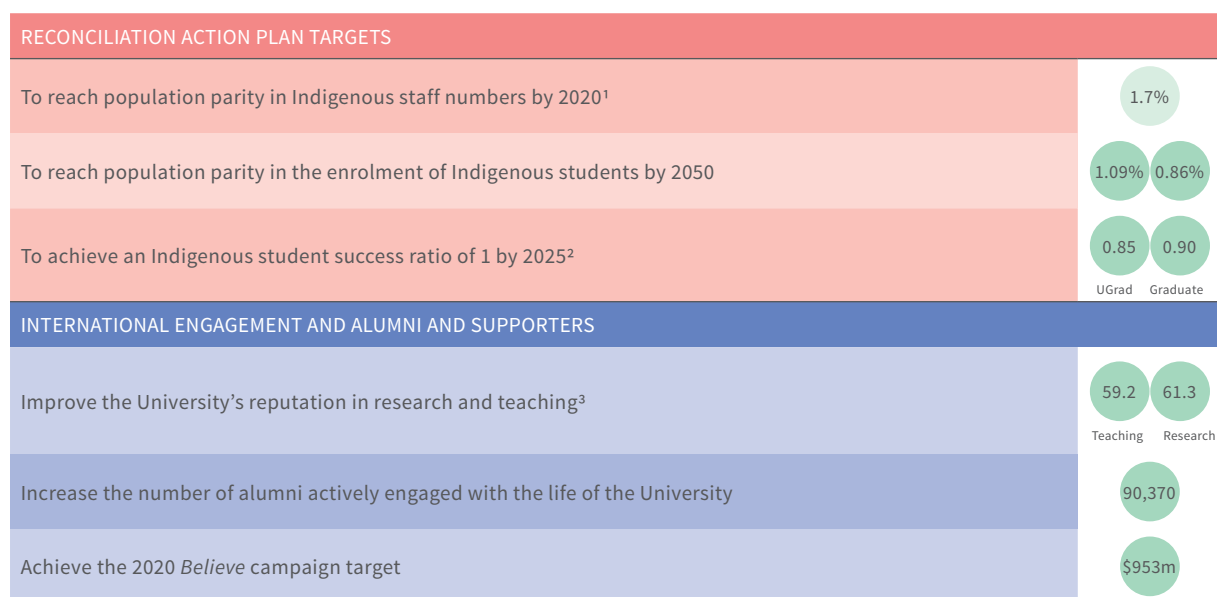 RECONCILIATION ACTION PLAN TARGETS
To reach population parity in Indigenous staff numbers by 2020¹
1.7%
To reach population parity in the enrolment of Indigenous students by 2050
1.09% 0.86%
To achieve an Indigenous student success ratio of 1 by 2025²
0.85 0.90
UGrad Graduate
INTERNATIONAL ENGAGEMENT AND ALUMNI AND SUPPORTERS
Improve the University’s reputation in research and teaching³
59.2 61.3
Teaching Research
Increase the number of alumni actively engaged with the life of the University
90,370
Achieve the 2020 Believe campaign target
$953m